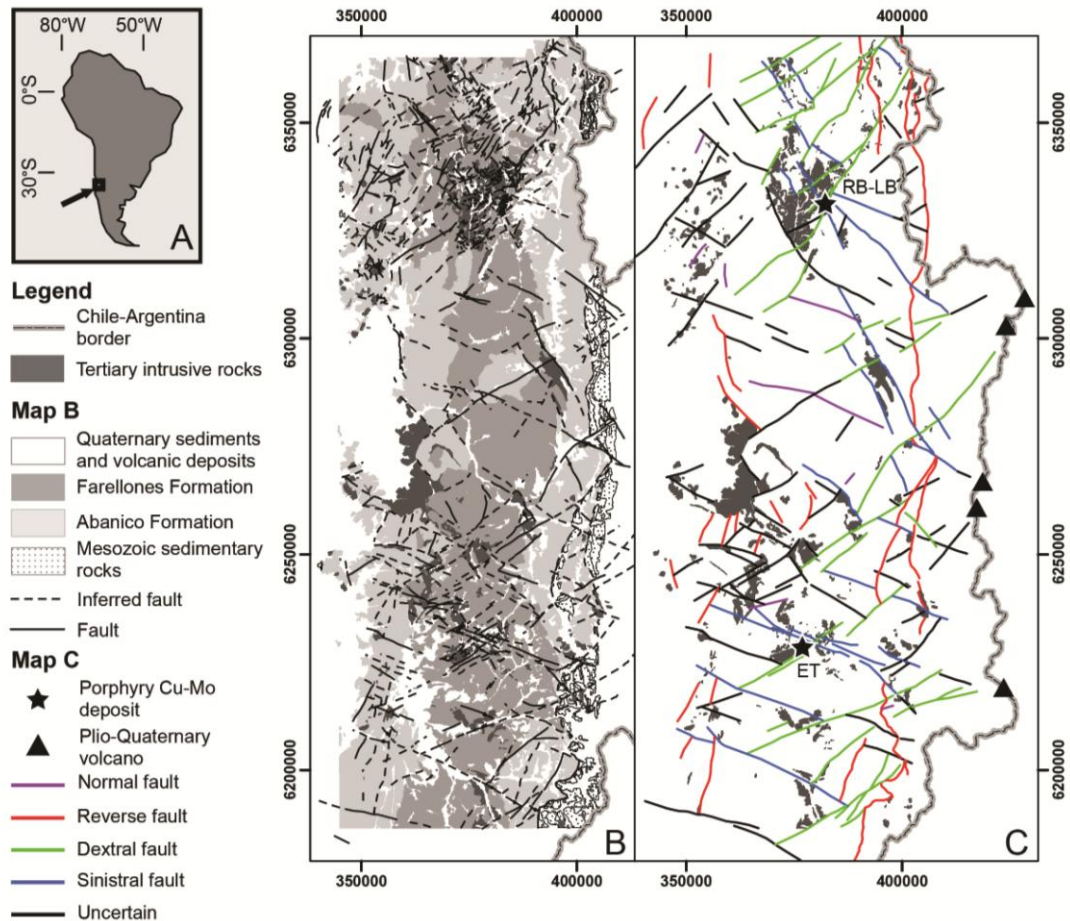 80°W 50°W
0°S
30°S
A
Legend
Chile-Argentina
border
Tertiary intrusive rocks
Map B
Quaternary sediments
and volcanic deposits
Farellones Formation
Abanico Formation
Mesozoic sedimentary
rocks
Inferred fault
Fault
Map C
Porphyry Cu-Mo
deposit
Plio-Quaternary
volcano
Normal fault
Reverse fault
Dextral fault
Sinistral fault
Uncertain
350000 400000
350000 400000
6350000
6300000
6250000
6200000
B
350000 400000
RB-LB
ET
C
6350000
6300000
6250000
6200000
350000 400000